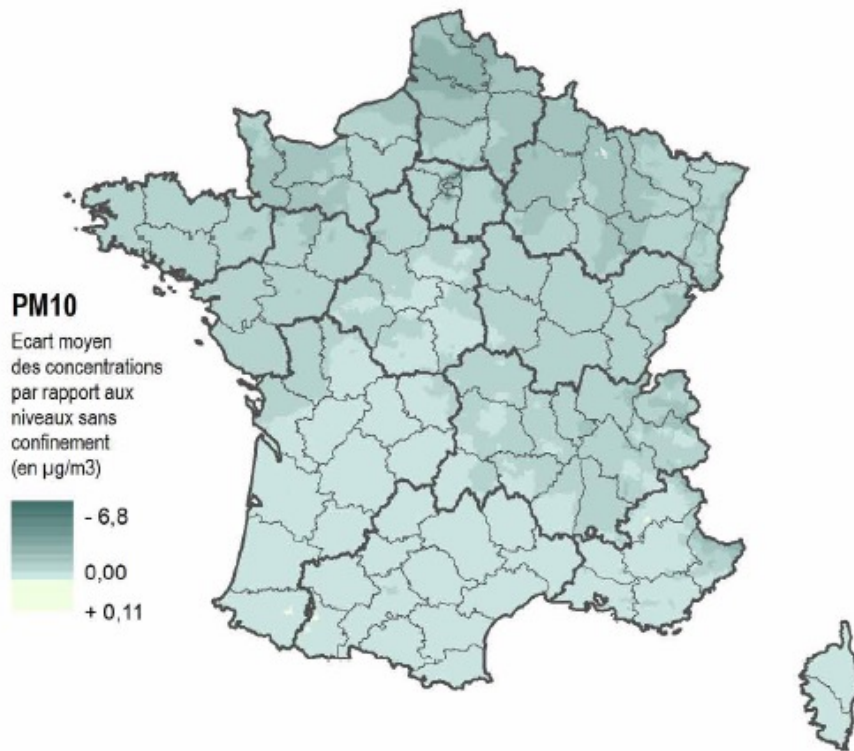 PM10
Ecart moyen
des concentrations
par rapport aux
niveaux sans
confinement
(en µg/m3)
- 6,8
0,00
+ 0,11